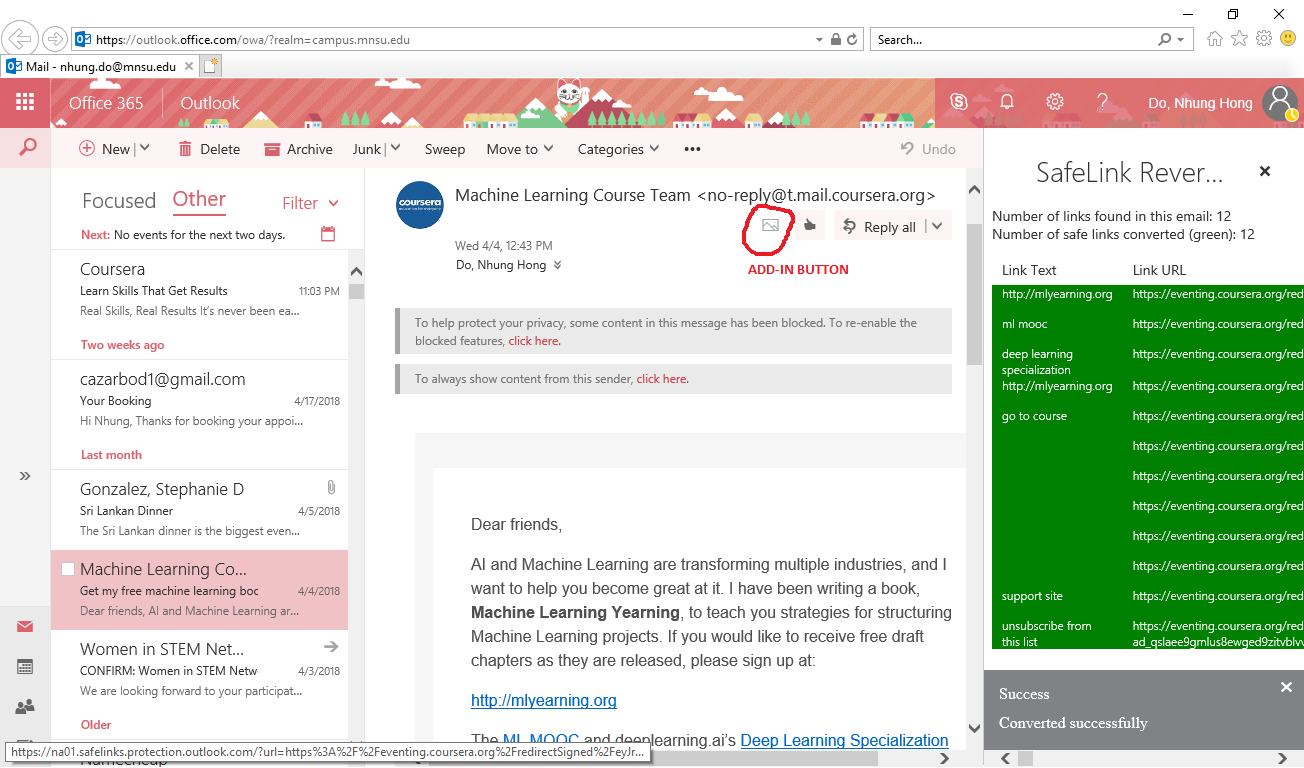 https://outlook.office.com/owa/?realm=campus.mnsu.edu
Search...
Mail - nhung.do@mnsu.edu
Office 365
Outlook
Do, Nhung Hong
New
Delete
Archive
Junk
Sweep
Move to
Categories
Undo
Focused
Other
Filter
Next: No events for the next two days.
Coursera
Learn Skills That Get Results
11:03 PM
Real Skills, Real Results It's never been ea...
Two weeks ago
cazarbod1@gmail.com
Your Booking
4/17/2018
Hi Nhung, Thanks for booking your appoi...
Last month
Gonzalez, Stephanie D
Sri Lankan Dinner
4/5/2018
The Sri Lankan dinner is the biggest even...
Machine Learning Co...
Get my free machine learning boo
4/4/2018
Dear friends, AI and Machine Learning ar...
Women in STEM Net...
CONFIRM: Women in STEM Netw
4/3/2018
We are looking forward to your participat...
Older
coursera
education for everyone
Machine Learning Course Team <no-reply@t.mail.coursera.org>
Reply all
Wed 4/4, 12:43 PM
Do, Nhung Hong
ADD-IN BUTTON
To help protect your privacy, some content in this message has been blocked. To re-enable the
blocked features, click here.
To always show content from this sender, click here.
Dear friends,
AI and Machine Learning are transforming multiple industries, and I
want to help you become great at it. I have been writing a book,
Machine Learning Yearning, to teach you strategies for structuring
Machine Learning projects. If you would like to receive free draft
chapters as they are released, please sign up at:
http://mlyearning.org
The ML MOOC and deeplearning.ai's Deep Learning Specialization
SafeLink Rever...
Number of links found in this email: 12
Number of safe links converted (green): 12
Link Text
Link URL
http://mlyearning.org
https://eventing.coursera.org/red
ml mooc
https://eventing.coursera.org/red
deep learning
https://eventing.coursera.org/red
specialization
http://mlyearning.org
https://eventing.coursera.org/red
go to course
https://eventing.coursera.org/red
https://eventing.coursera.org/red
https://eventing.coursera.org/red
https://eventing.coursera.org/red
https://eventing.coursera.org/red
https://eventing.coursera.org/red
support site
https://eventing.coursera.org/red
unsubscribe from
https://eventing.coursera.org/red
this list
Success
Converted successfully
https://na01.safelinks.protection.outlook.com/?url=https%3A%2F%2Feventing.coursera.org%2FredirectSigned%2FeyJr...